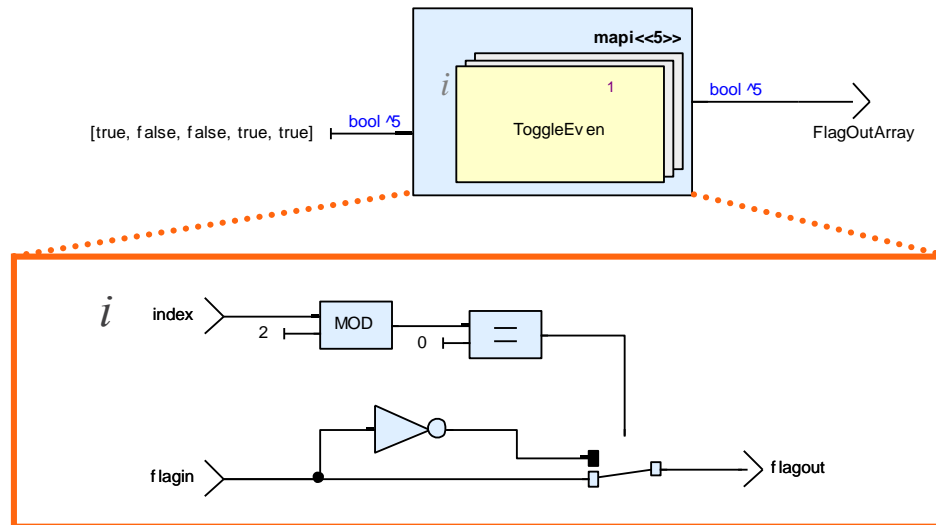 mapi<<5>>
i
1
bool ^5
bool ^5
[true, false, false, true, true]
ToggleEven
FlagOutArray
i
index
2
MOD
0
=
flagin
flagout